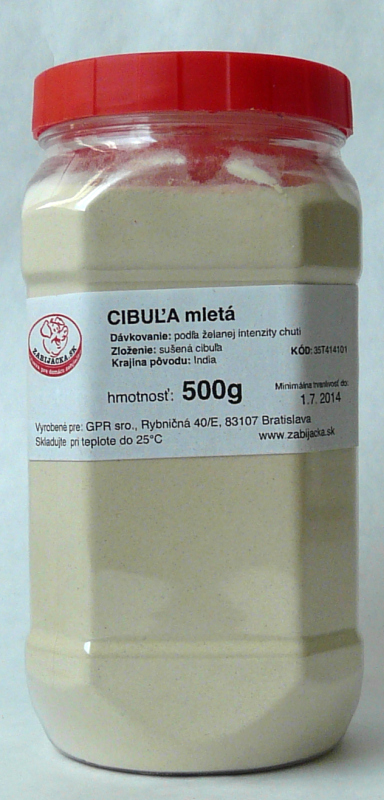 CIBUĽA mletá
Dávkovanie: podľa želanej intenzity chuti
Zloženie: sušená cibuľa
KÓD: 35T414101
Krajina pôvodu: India
hmotnosť: 500g
Minimálna trvanlivosť do:
1.7. 2014
Vyrobené pre: GPR sro., Rybničná 40/E, 83107 Bratislava
Skladujte pri teplote do 25°C
www.zabijacka.sk
ZABIJACKA.SK